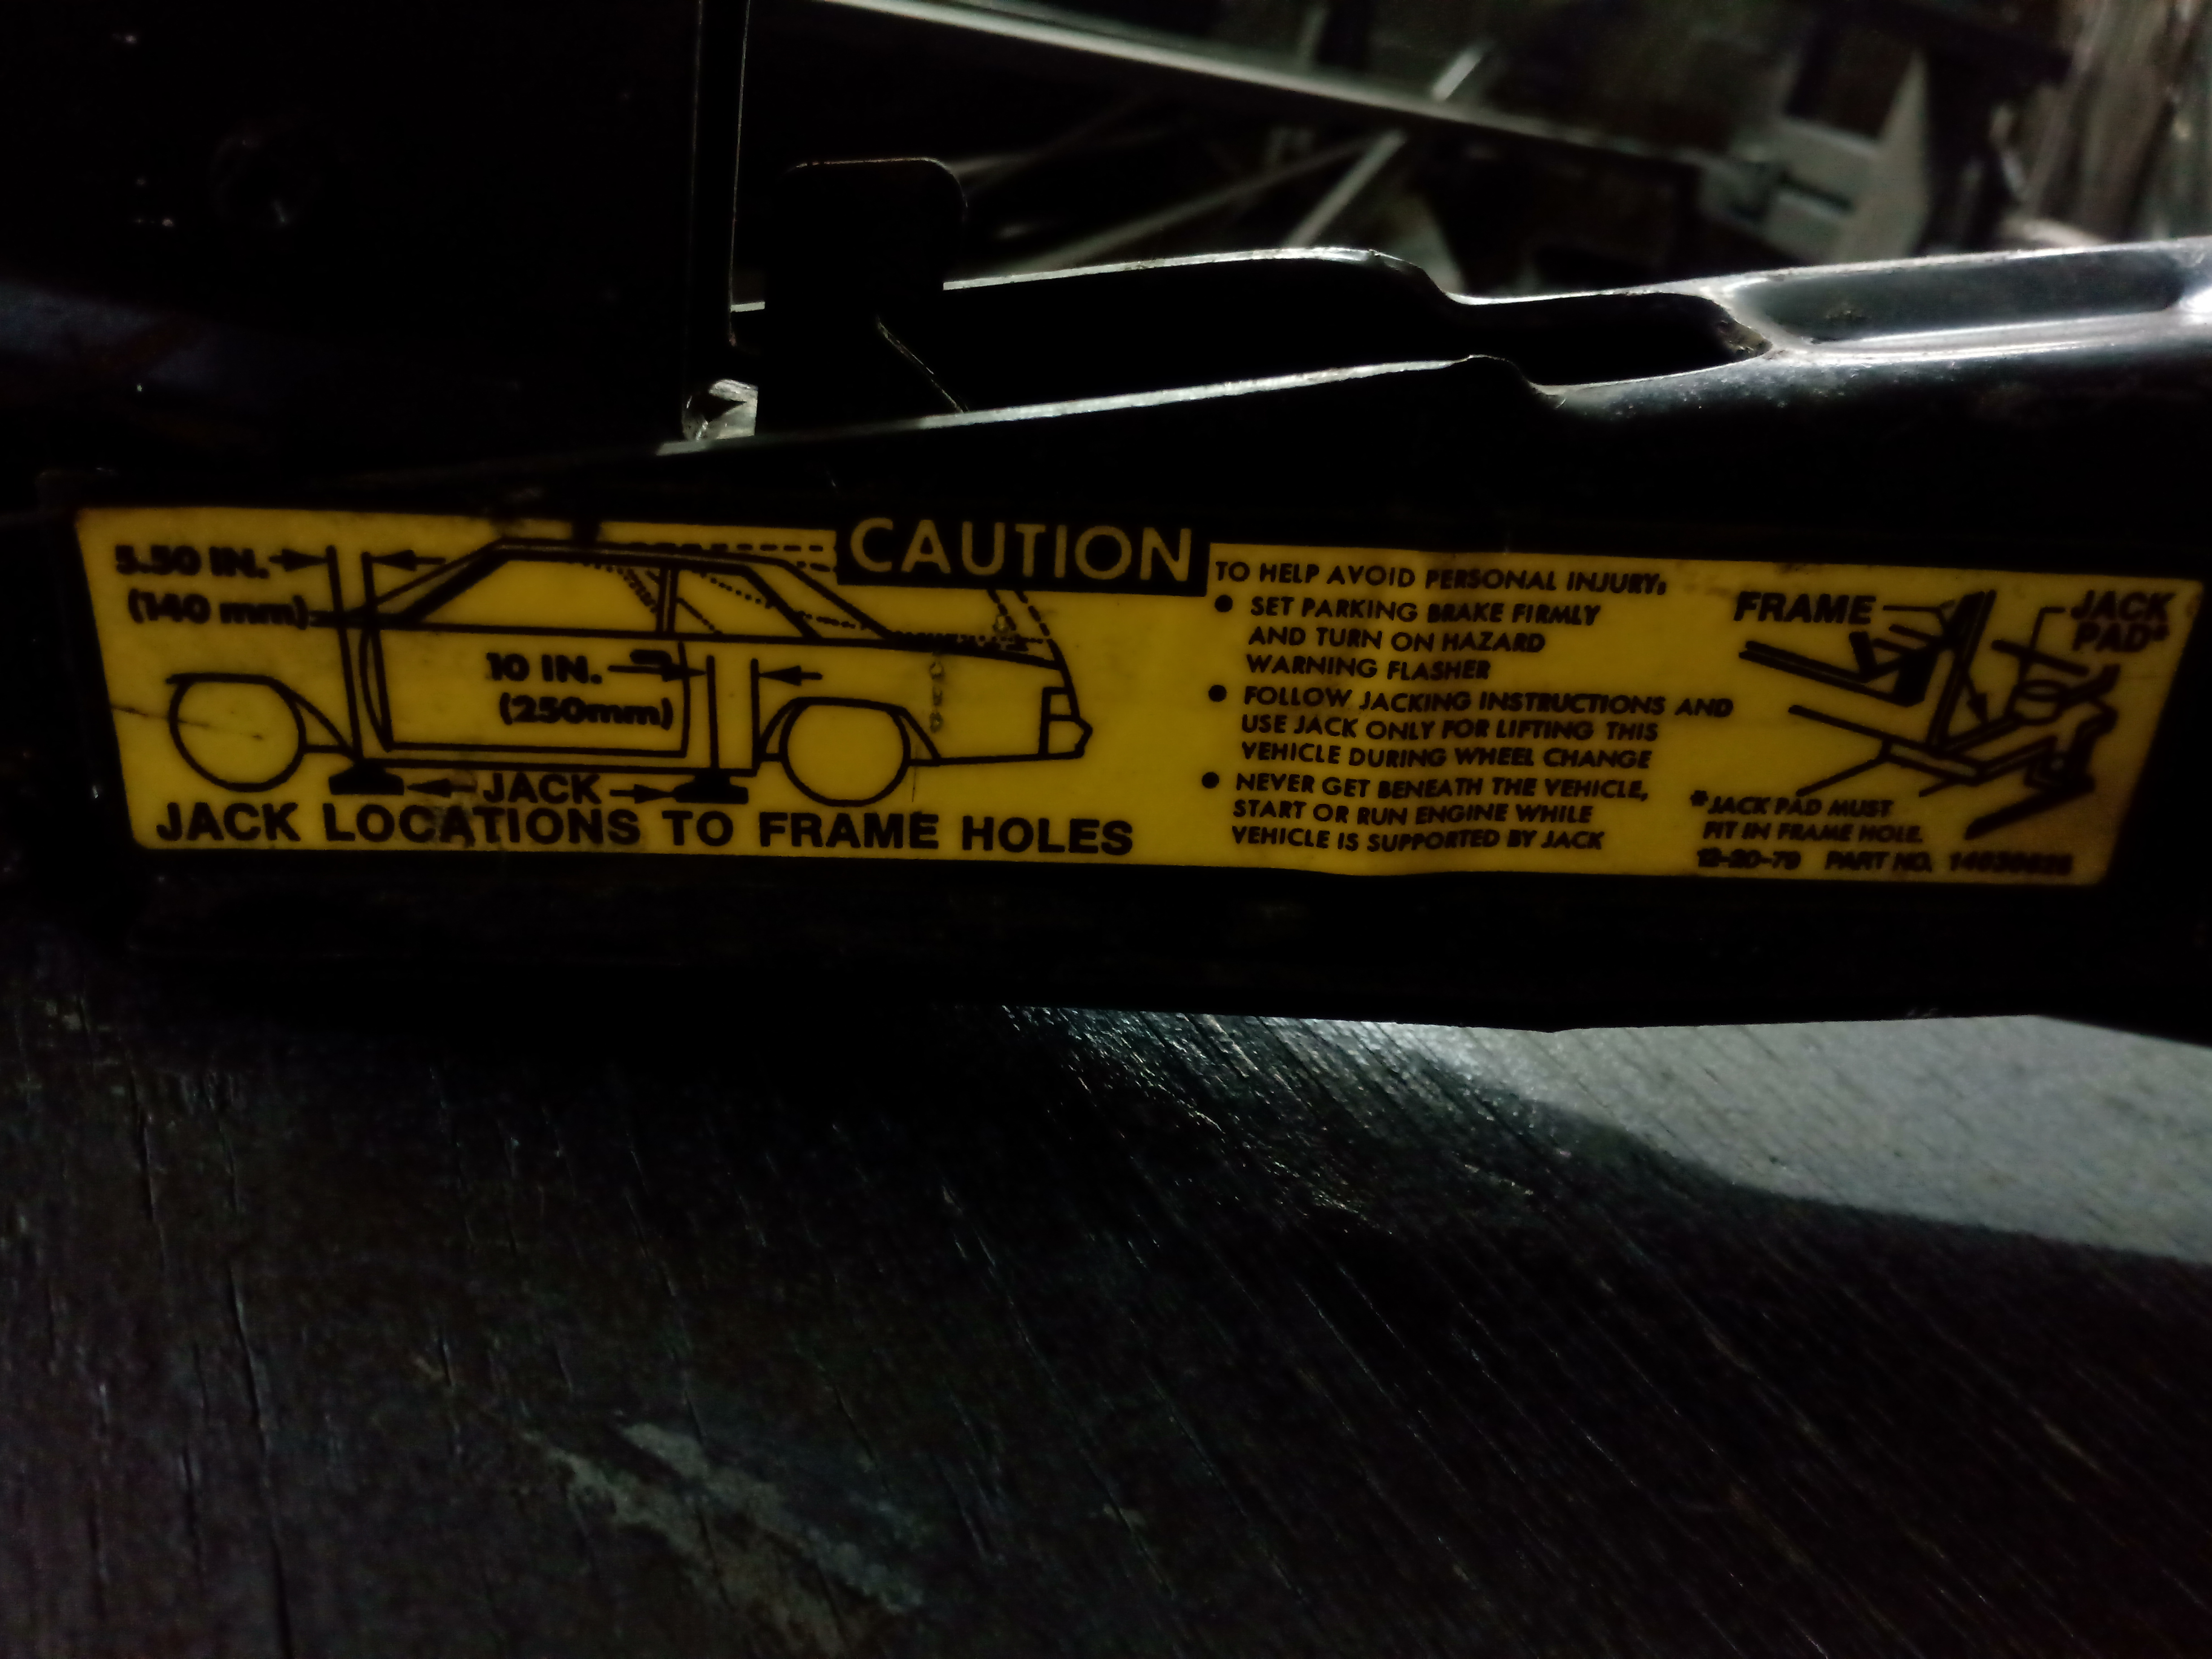 CAUTION
5.50 IN.
(140 mm)
10 IN.
(250mm)
JACK
JACK LOCATIONS TO FRAME HOLES
TO HELP AVOID PERSONAL INJURY:
● SET PARKING BRAKE FIRMLY
AND TURN ON HAZARD
WARNING FLASHER
● FOLLOW JACKING INSTRUCTIONS AND
USE JACK ONLY FOR LIFTING THIS
VEHICLE DURING WHEEL CHANGE
● NEVER GET BENEATH THE VEHICLE,
START OR RUN ENGINE WHILE
VEHICLE IS SUPPORTED BY JACK
FRAME
JACK
PAD*
*JACK PAD MUST
FIT IN FRAME HOLE.
12-20-79 PART NO.